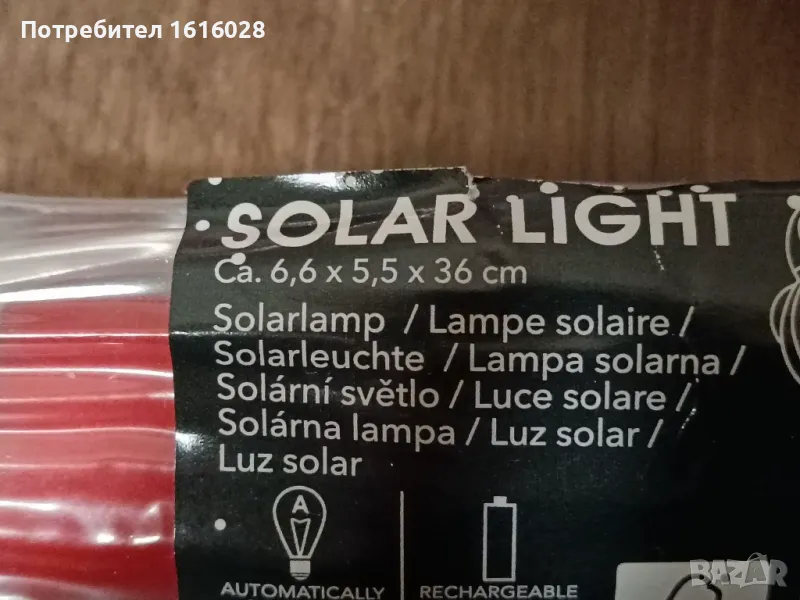 Потребител 1616028
SOLAR LIGHT
Ca. 6,6 x 5,5 x 36 cm
Solarlamp / Lampe solaire /
Solarleuchte / Lampa solarna /
Solární světlo / Luce solare /
Solárna lampa / Luz solar /
Luz solar
A
AUTOMATICALLY RECHARGEABLE
BAZAR